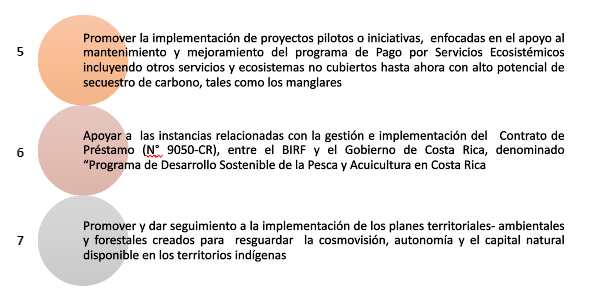 5
Promover la implementación de proyectos pilotos o iniciativas, enfocadas en el apoyo al
mantenimiento y mejoramiento del programa de Pago por Servicios Ecosistémicos
incluyendo otros servicios y ecosistemas no cubiertos hasta ahora con alto potencial de
secuestro de carbono, tales como los manglares
6
Apoyar a las instancias relacionadas con la gestión e implementación del Contrato de
Préstamo (N° 9050-CR), entre el BIRF y el Gobierno de Costa Rica, denominado
“Programa de Desarrollo Sostenible de la Pesca y Acuicultura en Costa Rica
7
Promover y dar seguimiento a la implementación de los planes territoriales- ambientales
y forestales creados para resguardar la cosmovisión, autonomía y el capital natural
disponible en los territorios indígenas